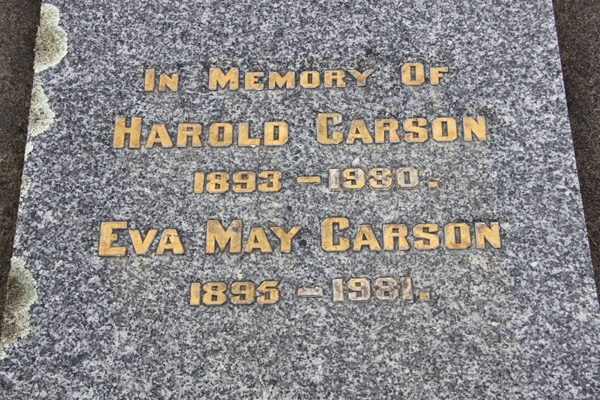 In Memory Of
Harold Carson
1893 - 1930.
Eva May Carson
1895 - 1981.